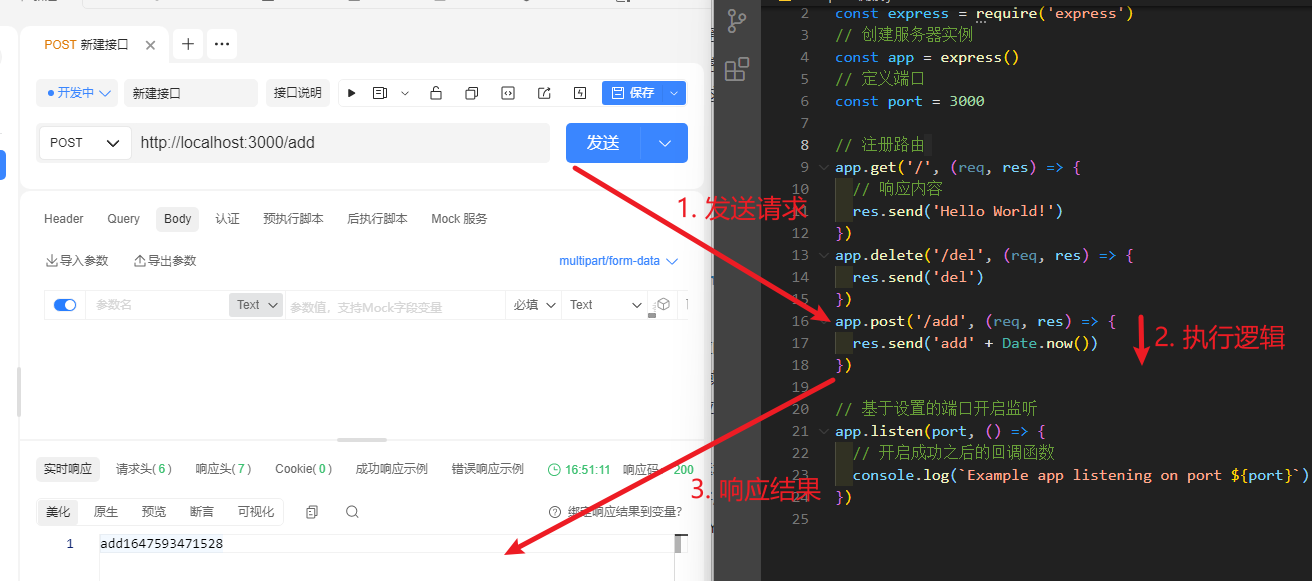 POST 新建接口
开发中
新建接口
接口说明
保存
POST
http://localhost:3000/add
发送
Header Query Body 认证 预执行脚本 后执行脚本 Mock 服务
导入参数 导出参数
multipart/form-data
参数名
Text
参数值，支持Mock字段变量
必填
Text
实时响应 请求头(6) 响应头(7) Cookie(0) 成功响应示例 错误响应示例 16:51:11 响应码 200
美化 原生 预览 断言 可视化
绑定响应结果到变量?
1 add1647593471528
1. 发送请求
2. 执行逻辑
3. 响应结果
2 const express = require('express')
3 // 创建服务器实例
4 const app = express()
5 // 定义端口
6 const port = 3000
7
8 // 注册路由
9 app.get('/', (req, res) => {
10 // 响应内容
11 res.send('Hello World!')
12 })
13 app.delete('/del', (req, res) => {
14 res.send('del')
15 })
16 app.post('/add', (req, res) => {
17 res.send('add' + Date.now())
18 })
19
20 // 基于设置的端口开启监听
21 app.listen(port, () => {
22 // 开启成功之后的回调函数
23 console.log(`Example app listening on port ${port}`)
24 })
25